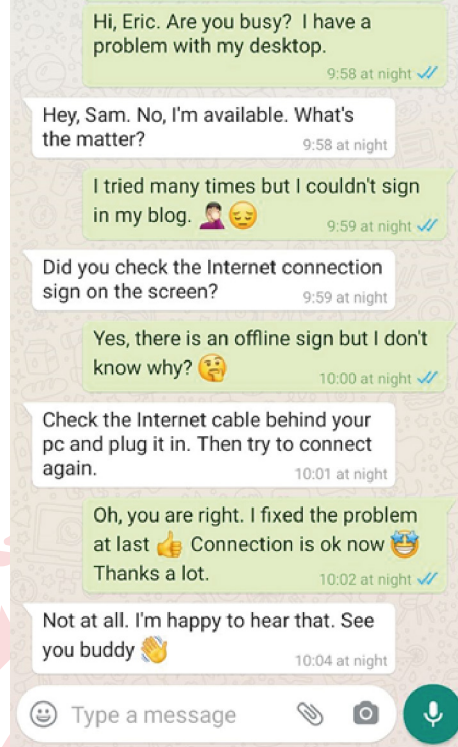 Hi, Eric. Are you busy? I have a
problem with my desktop.
9:58 at night
Hey, Sam. No, I'm available. What's
the matter?
9:58 at night
I tried many times but I couldn't sign
in my blog. 🤦🏻‍♂️😔
9:59 at night
Did you check the Internet connection
sign on the screen?
9:59 at night
Yes, there is an offline sign but I don't
know why? 🤔
10:00 at night
Check the Internet cable behind your
pc and plug it in. Then try to connect
again.
10:01 at night
Oh, you are right. I fixed the problem
at last 👍 Connection is ok now 🤩
Thanks a lot.
10:02 at night
Not at all. I'm happy to hear that. See
you buddy 👋
10:04 at night
Type a message